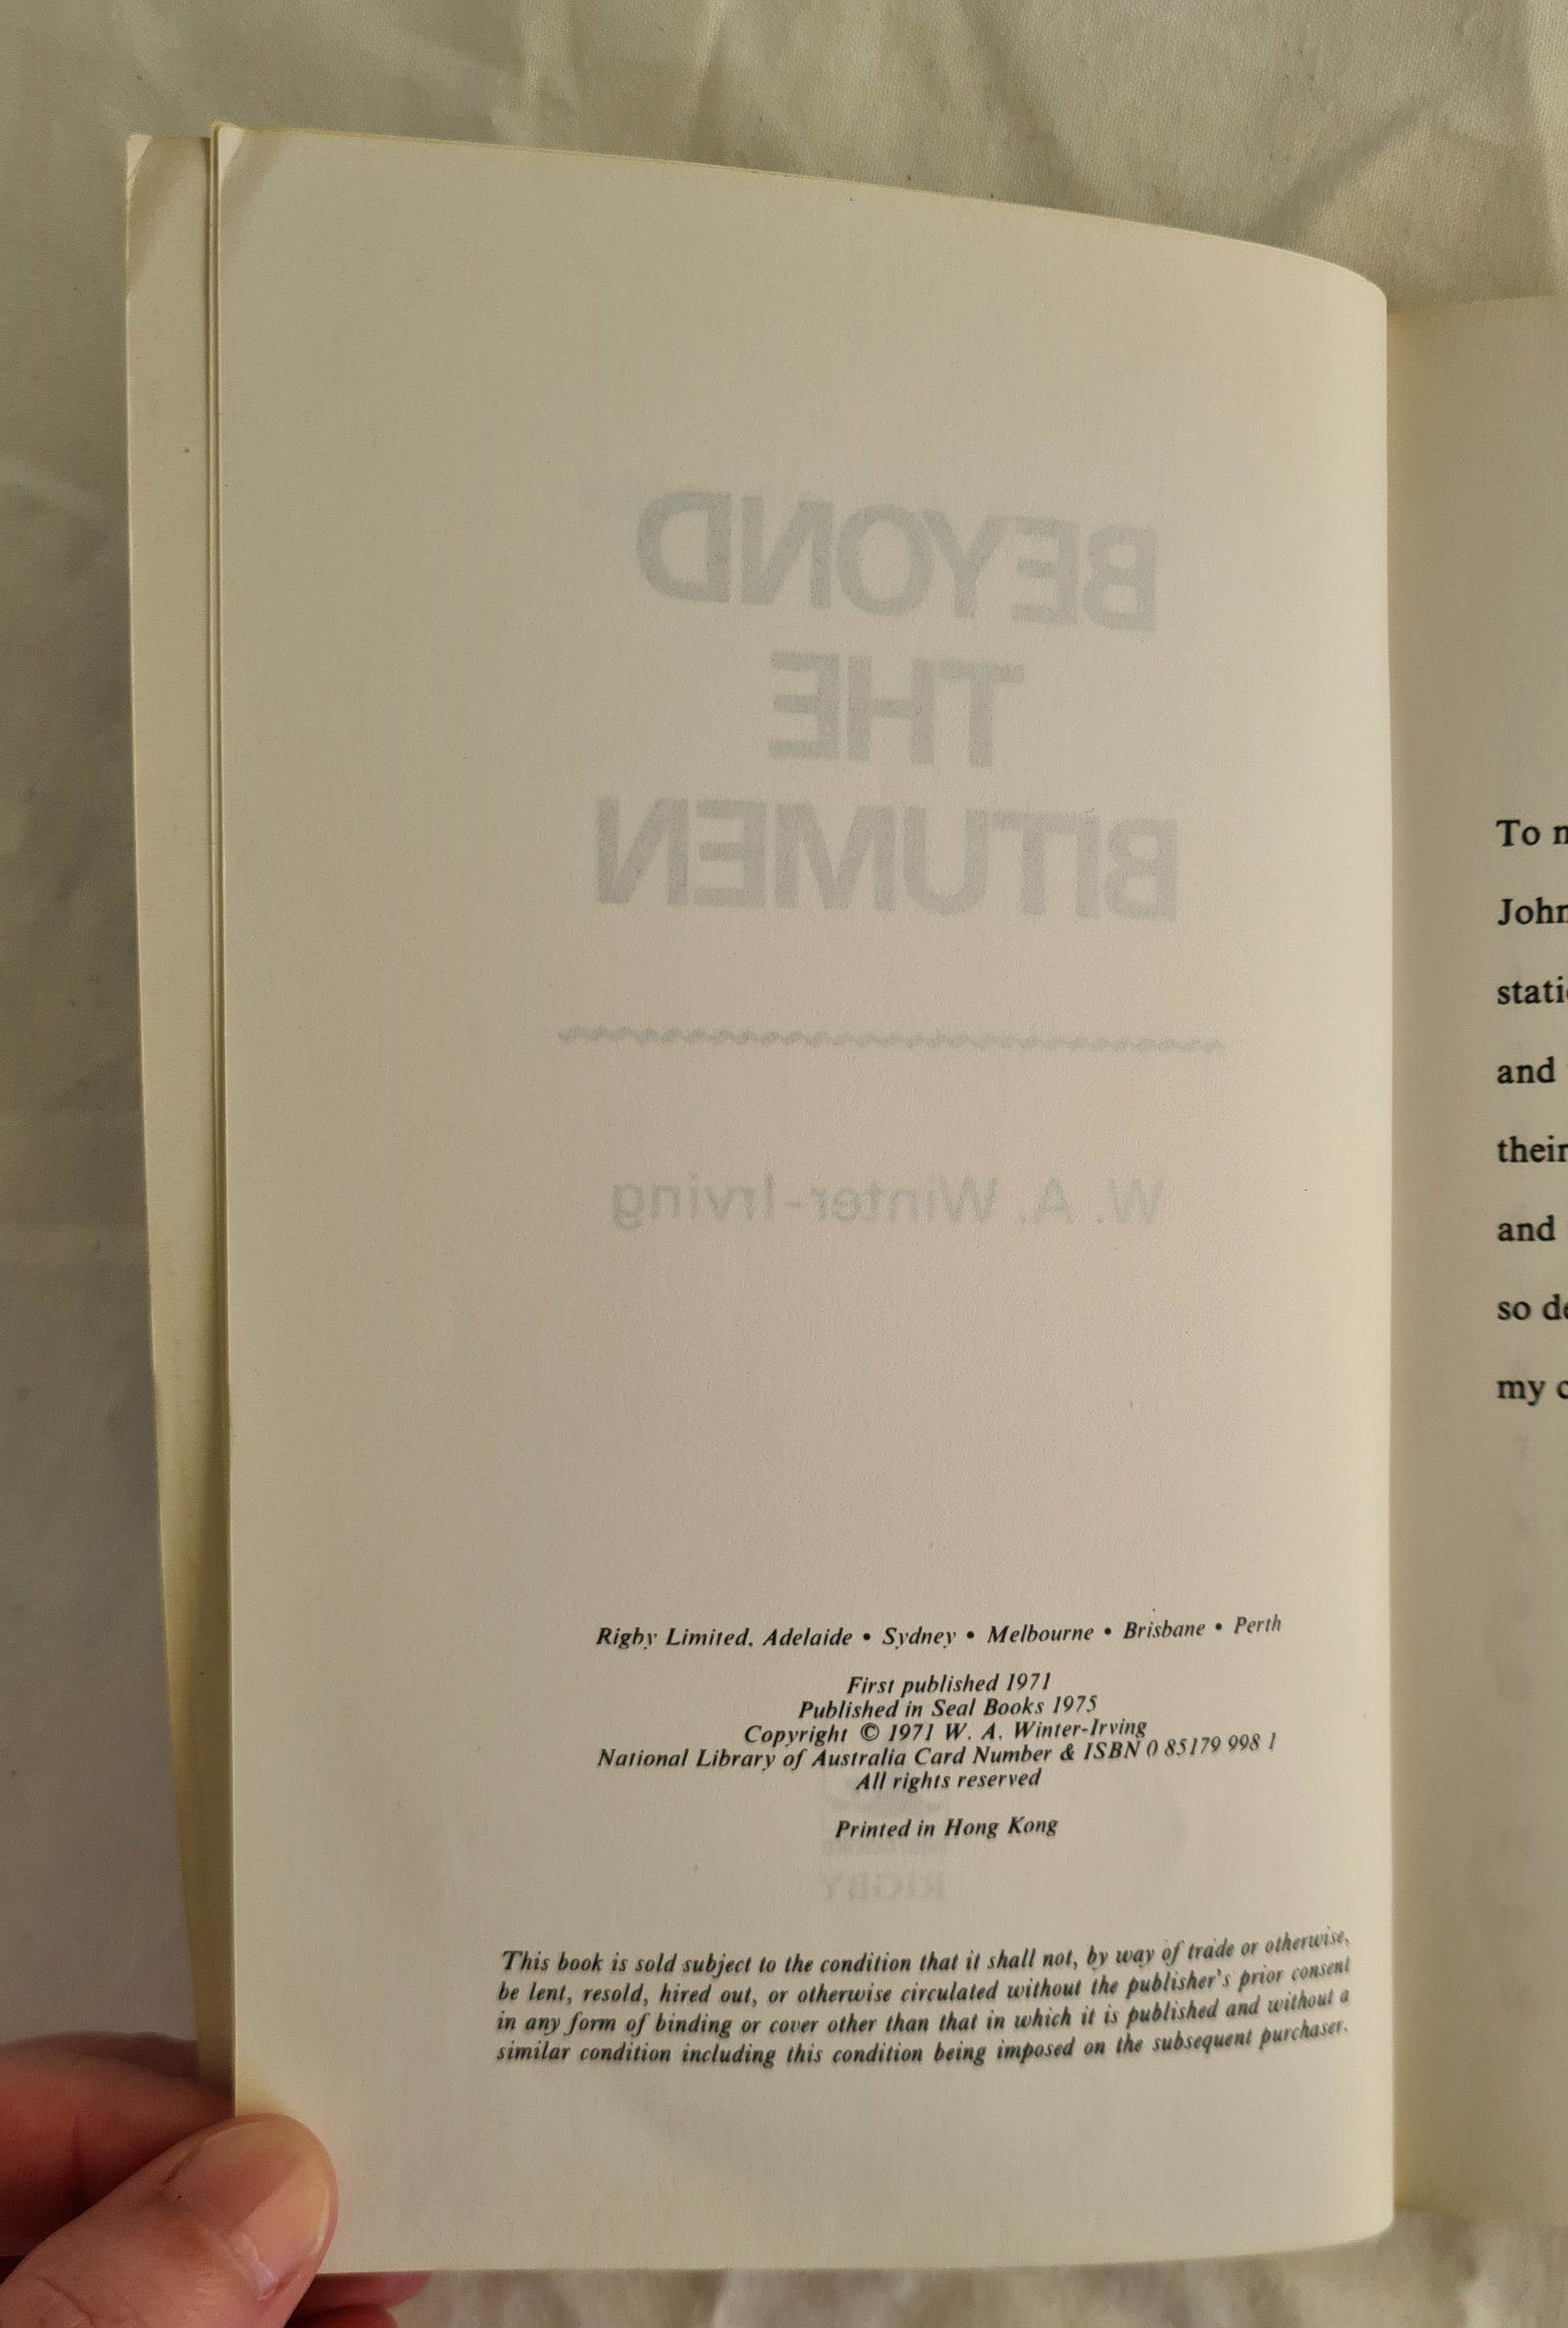 BEYOND
THE
BITUMEN
W. A. Winter-Irving
Rigby Limited. Adelaide • Sydney • Melbourne • Brisbane • Perth
First published 1971
Published in Seal Books 1975
Copyright © 1971 W. A. Winter-Irving
National Library of Australia Card Number & ISBN 0 85179 998 1
All rights reserved
Printed in Hong Kong
RIGBY
This book is sold subject to the condition that it shall not, by way of trade or otherwise,
be lent, resold, hired out, or otherwise circulated without the publisher's prior consent
in any form of binding or cover other than that in which it is published and without a
similar condition including this condition being imposed on the subsequent purchaser.
To
John
and
their
and
so
my